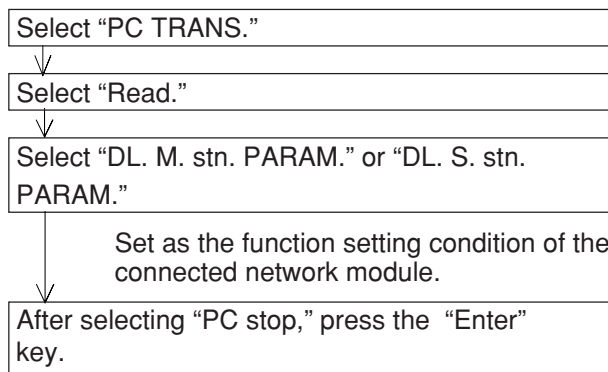 Select “PC TRANS.”
Select “Read.”
Select “DL. M. stn. PARAM.” or “DL. S. stn.
PARAM.”
Set as the function setting condition of the
connected network module.
After selecting “PC stop,” press the “Enter”
key.